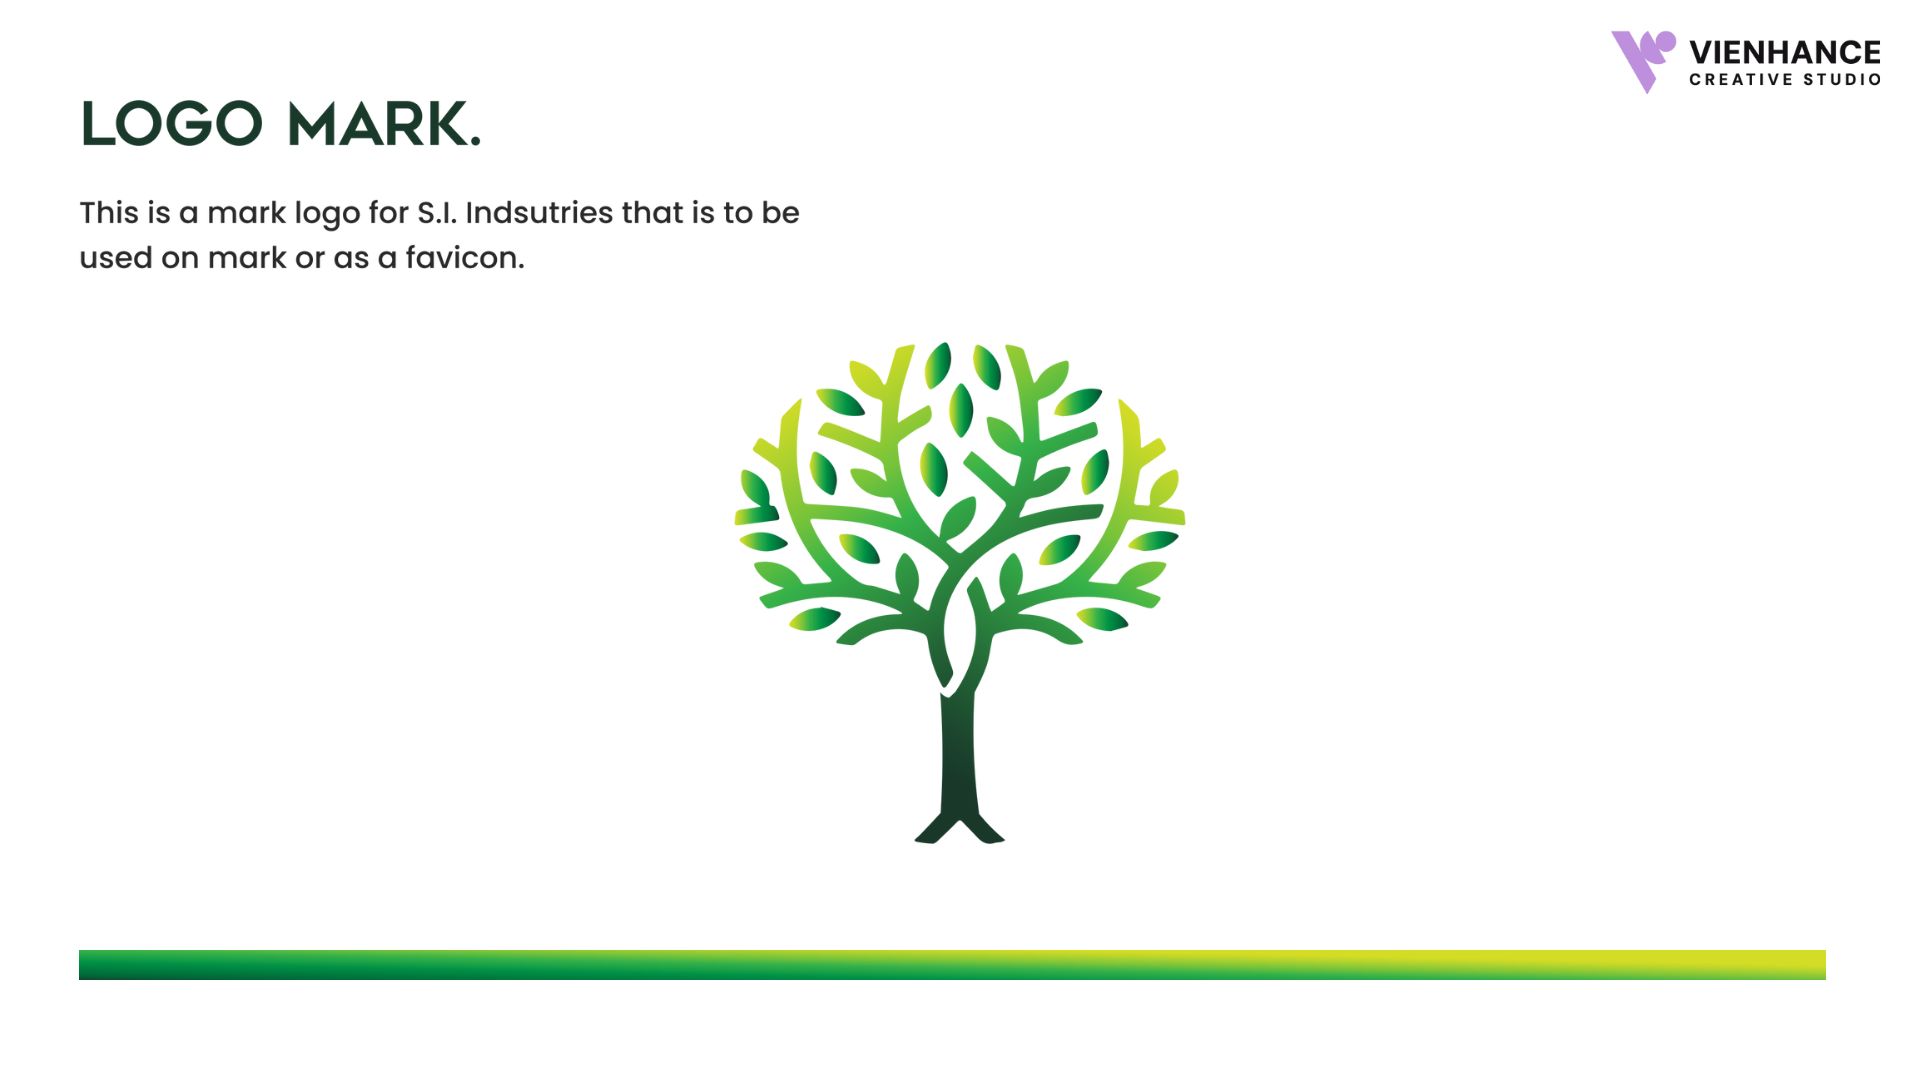 VIENHANCE
CREATIVE STUDIO
LOGO MARK.
This is a mark logo for S.I. Indsutries that is to be
used on mark or as a favicon.